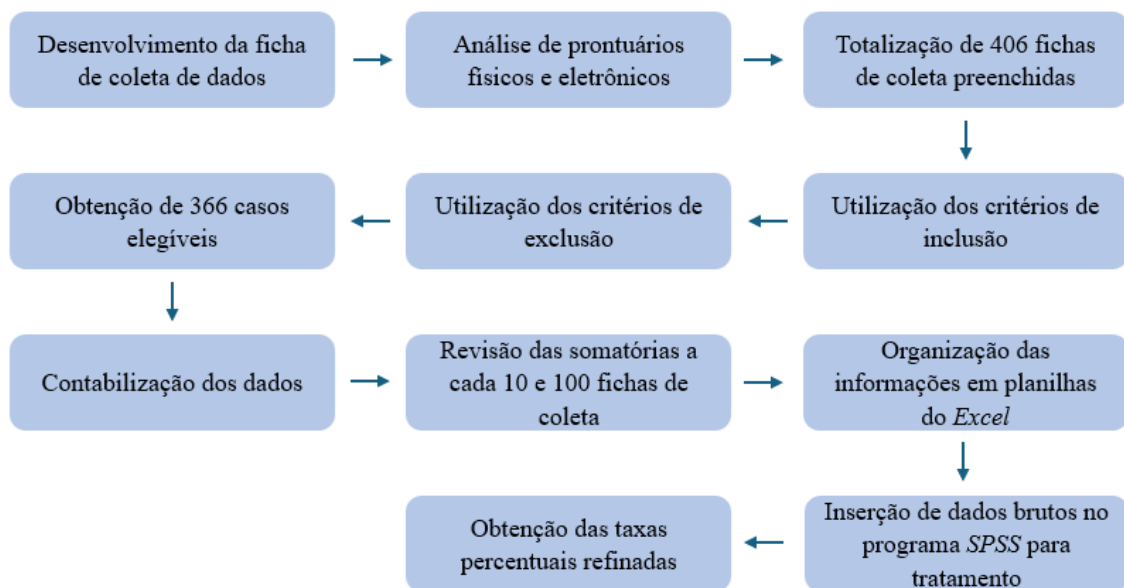 Desenvolvimento da ficha
de coleta de dados
Análise de prontuários
físicos e eletrônicos
Totalização de 406 fichas
de coleta preenchidas
Utilização dos critérios de
inclusão
Utilização dos critérios de
exclusão
Obtenção de 366 casos
elegíveis
Contabilização dos dados
Revisão das somatórias a
cada 10 e 100 fichas de
coleta
Organização das
informações em planilhas
do Excel
Inserção de dados brutos no
programa SPSS para
tratamento
Obtenção das taxas
percentuais refinadas